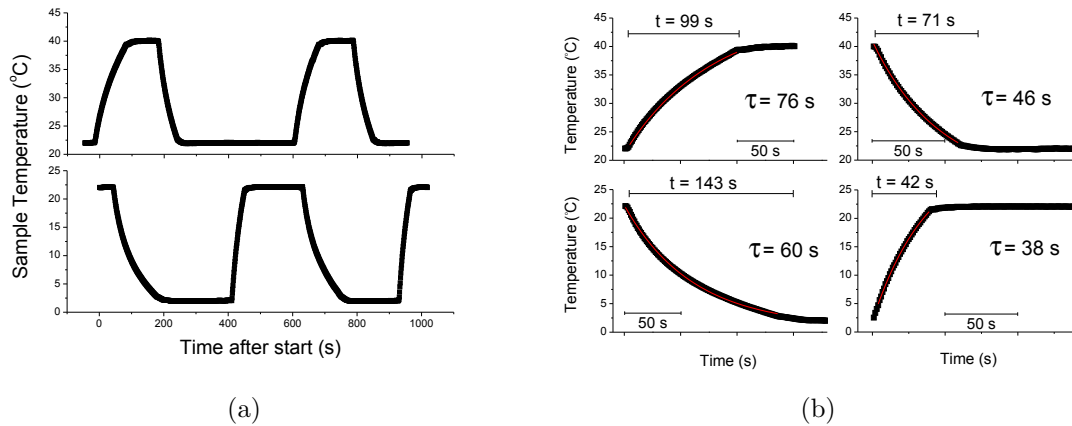 Sample Temperature (°C)
45
40
35
30
25
20
25
20
15
10
5
0
0 200 400 600 800 1000
Time after start (s)
(a)
t = 99 s
45
40
35
30
25
20
Temperature (°C)
τ = 76 s
50 s
t = 71 s
45
40
35
30
25
20
τ = 46 s
50 s
t = 143 s
25
20
15
10
5
0
Temperature (°C)
τ = 60 s
50 s
Time (s)
t = 42 s
25
20
15
10
5
0
τ = 38 s
50 s
Time (s)
(b)